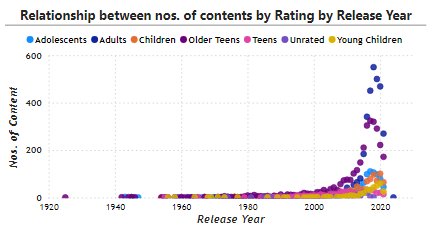 Relationship between nos. of contents by Rating by Release Year
Adolescents Adults Children Older Teens Teens Unrated Young Children
600
400
200
0
Nos. of Content
1920 1940 1960 1980 2000 2020
Release Year